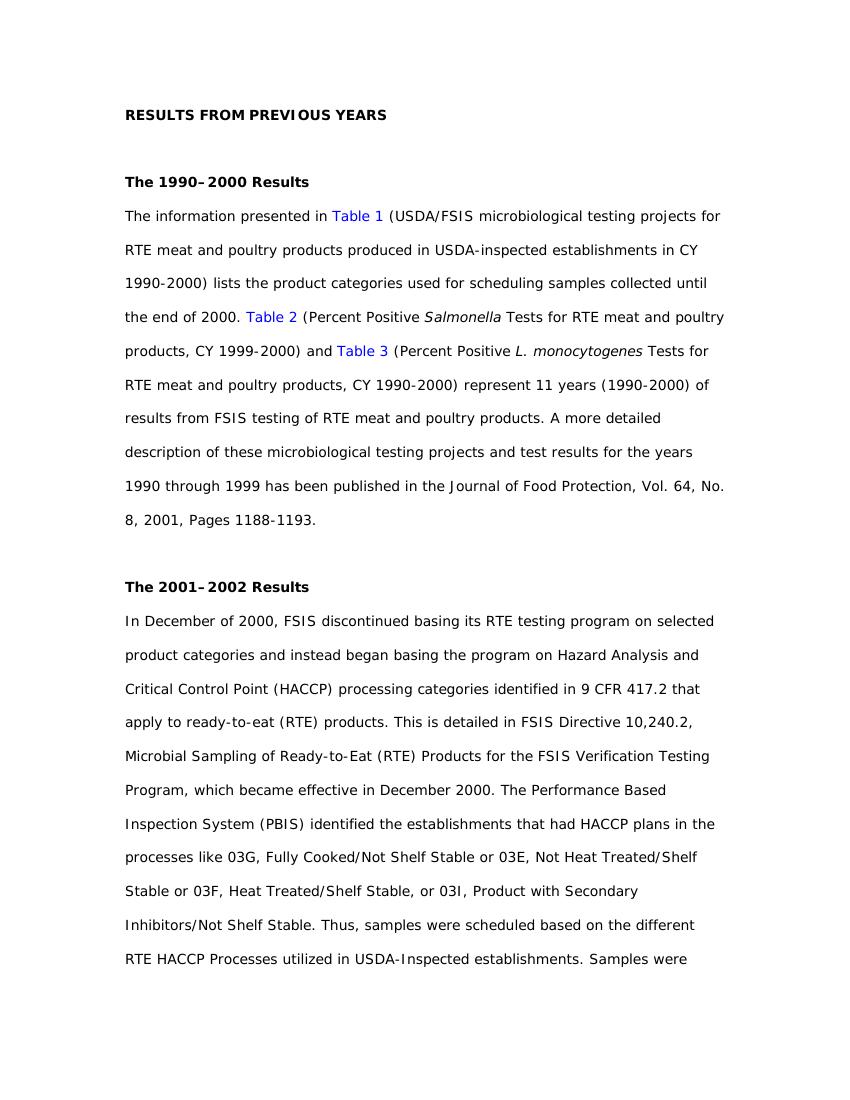 RESULTS FROM PREVIOUS YEARS
The 1990–2000 Results
The information presented in Table 1 (USDA/FSIS microbiological testing projects for
RTE meat and poultry products produced in USDA-inspected establishments in CY
1990-2000) lists the product categories used for scheduling samples collected until
the end of 2000. Table 2 (Percent Positive Salmonella Tests for RTE meat and poultry
products, CY 1999-2000) and Table 3 (Percent Positive L. monocytogenes Tests for
RTE meat and poultry products, CY 1990-2000) represent 11 years (1990-2000) of
results from FSIS testing of RTE meat and poultry products. A more detailed
description of these microbiological testing projects and test results for the years
1990 through 1999 has been published in the Journal of Food Protection, Vol. 64, No.
8, 2001, Pages 1188-1193.
The 2001–2002 Results
In December of 2000, FSIS discontinued basing its RTE testing program on selected
product categories and instead began basing the program on Hazard Analysis and
Critical Control Point (HACCP) processing categories identified in 9 CFR 417.2 that
apply to ready-to-eat (RTE) products. This is detailed in FSIS Directive 10,240.2,
Microbial Sampling of Ready-to-Eat (RTE) Products for the FSIS Verification Testing
Program, which became effective in December 2000. The Performance Based
Inspection System (PBIS) identified the establishments that had HACCP plans in the
processes like 03G, Fully Cooked/Not Shelf Stable or 03E, Not Heat Treated/Shelf
Stable or 03F, Heat Treated/Shelf Stable, or 03I, Product with Secondary
Inhibitors/Not Shelf Stable. Thus, samples were scheduled based on the different
RTE HACCP Processes utilized in USDA-Inspected establishments. Samples were